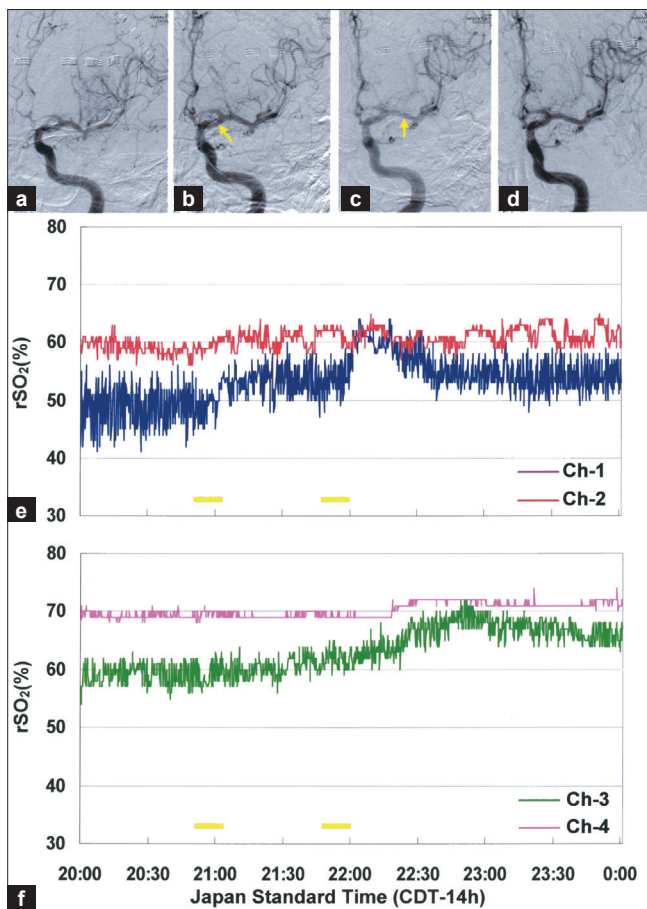 a b c d
80
70
60
50
40
30
rSO2(%)
Ch-1
Ch-2
e
80
70
60
50
40
30
rSO2(%)
Ch-3
Ch-4
20:00 20:30 21:00 21:30 22:00 22:30 23:00 23:30 0:00
Japan Standard Time (CDT-14h)
f